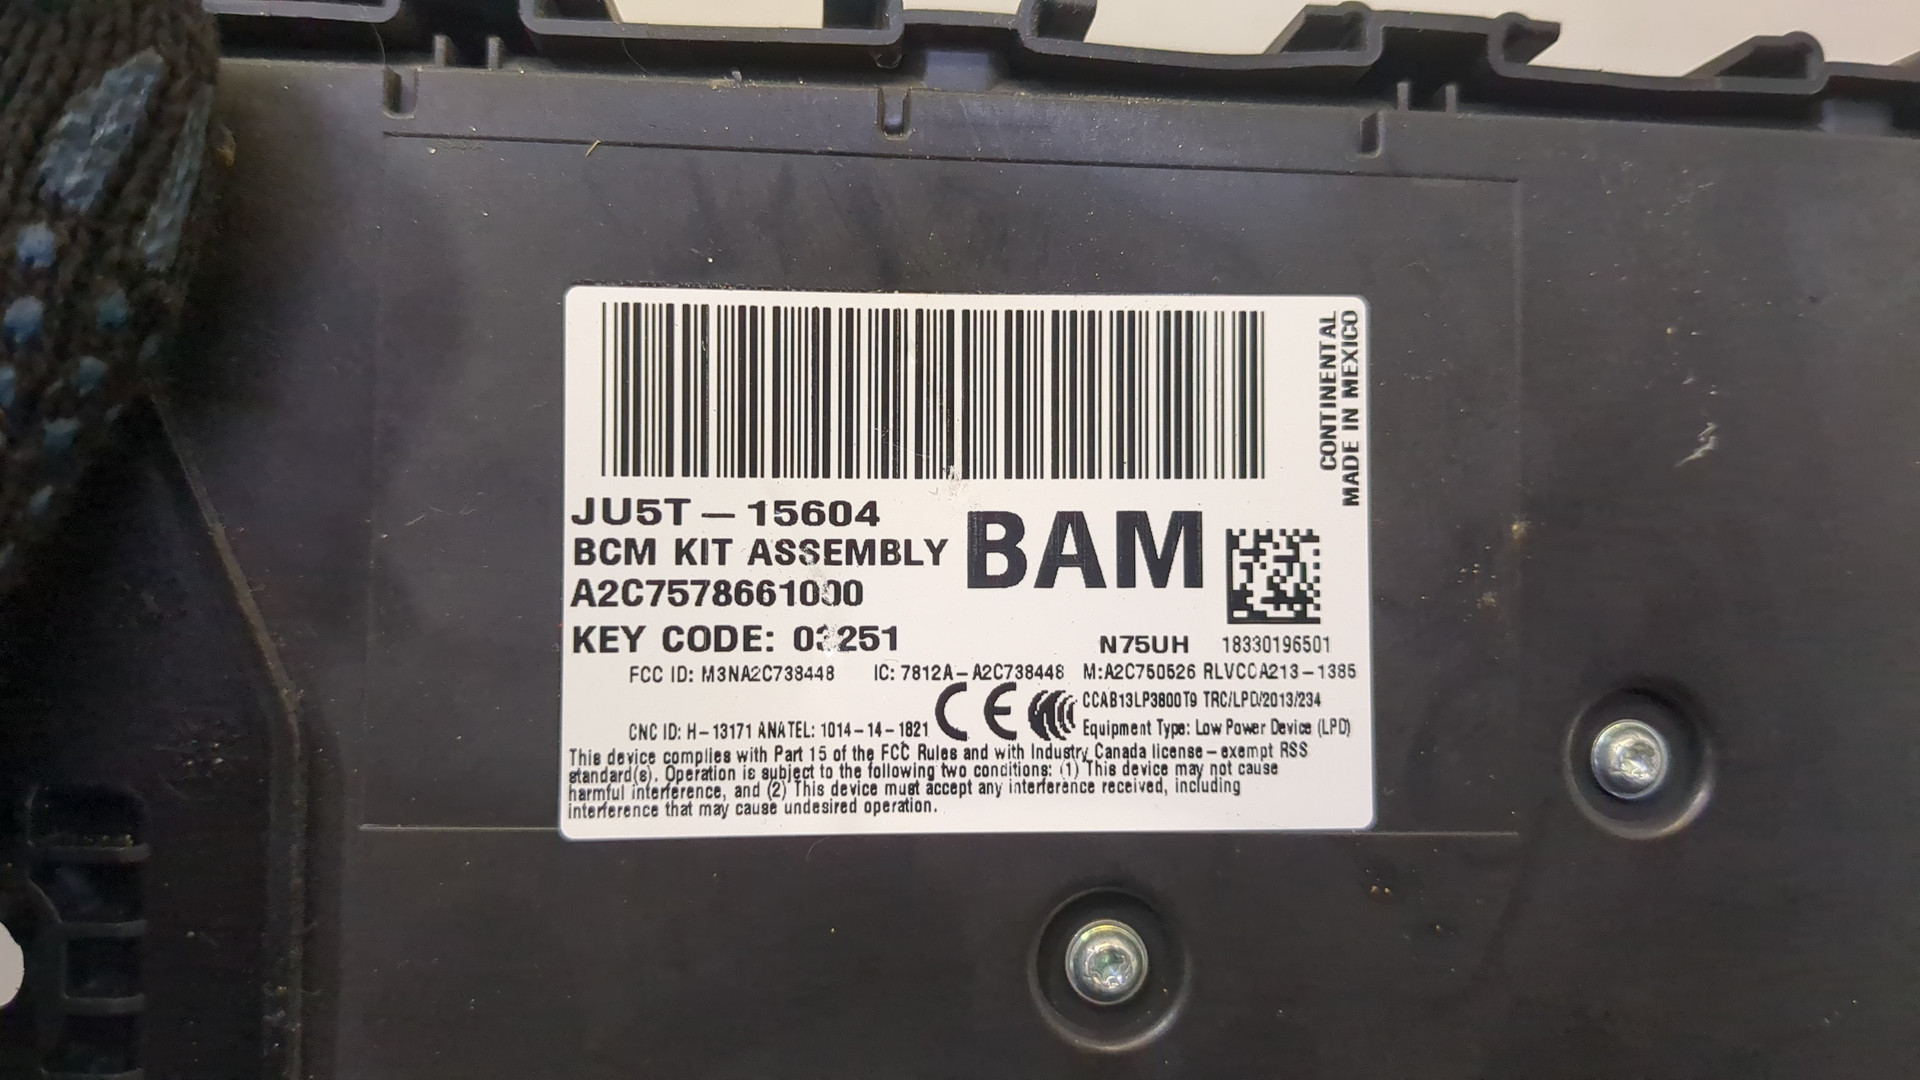 CONTINENTAL
MADE IN MEXICO
JU5T-15604
BAM
BCM KIT ASSEMBLY
A2C7578661000
KEY CODE:
N75UH
18330196501
FCC ID: M3NA2C738448
IC: 7812A-A2C738448
M:A2C750526 RLVCCA213-1385
CE
CCAB13LP3800T9 TRC/LPD/2013/234
CNC ID: H-13171 ANATEL: 1014-14-1821
Equipment Type: Low Power Device (LPD)
This device complies with Part 15 of the FCC Rules and with Industry Canada license-exempt RSS
standard(s). Operation is subject to the following two conditions: (1) This device may not cause
harmful interference, and (2) This device must accept any interference received, including
interference that may cause undesired operation.